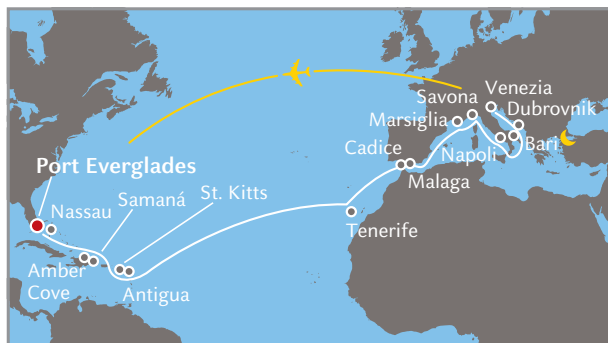 Venezia
Savona
Dubrovnik
Marsiglia
Cadice
Napoli
Bari
Port Everglades
Malaga
St. Kitts
Samaná
Nassau
Tenerife
Amber
Cove
Antigua